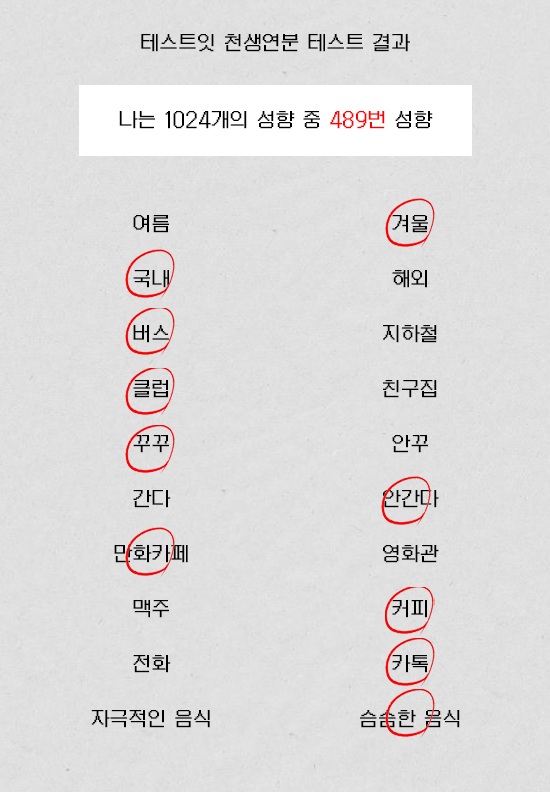 테스트잇 천생연분 테스트 결과
나는 1024개의 성향 중 489번 성향
여름 겨울
국내 해외
버스 지하철
클럽 친구집
꾸꾸 안꾸
간다 안간다
만화카페 영화관
맥주 커피
전화 카톡
자극적인 음식 슴슴한 음식